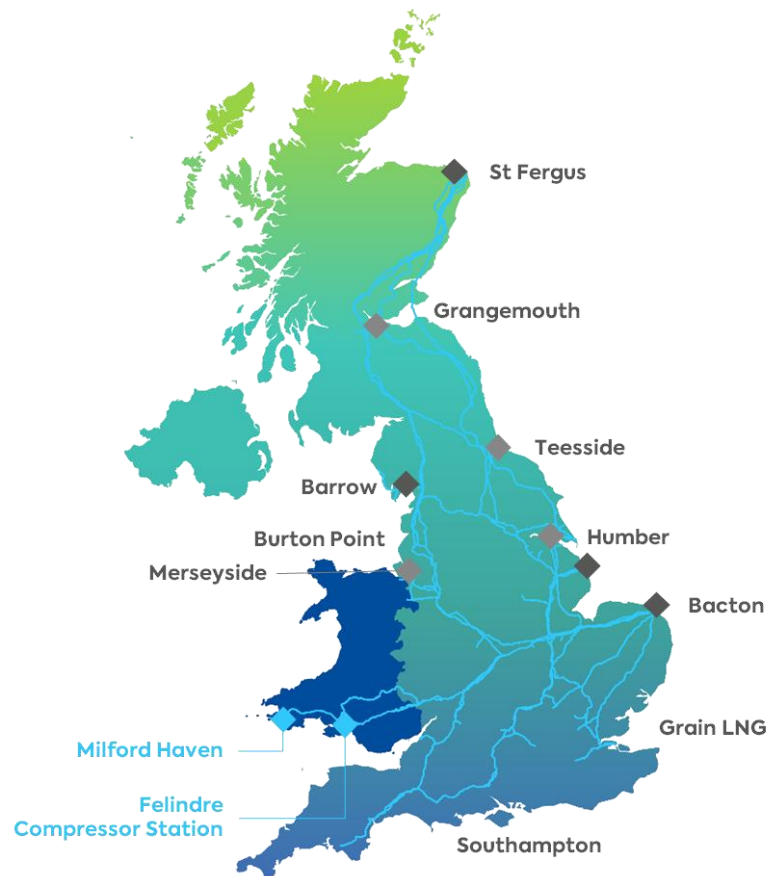 St Fergus
Grangemouth
Teesside
Barrow
Burton Point
Humber
Merseyside
Bacton
Grain LNG
Milford Haven
Felindre
Compressor Station
Southampton